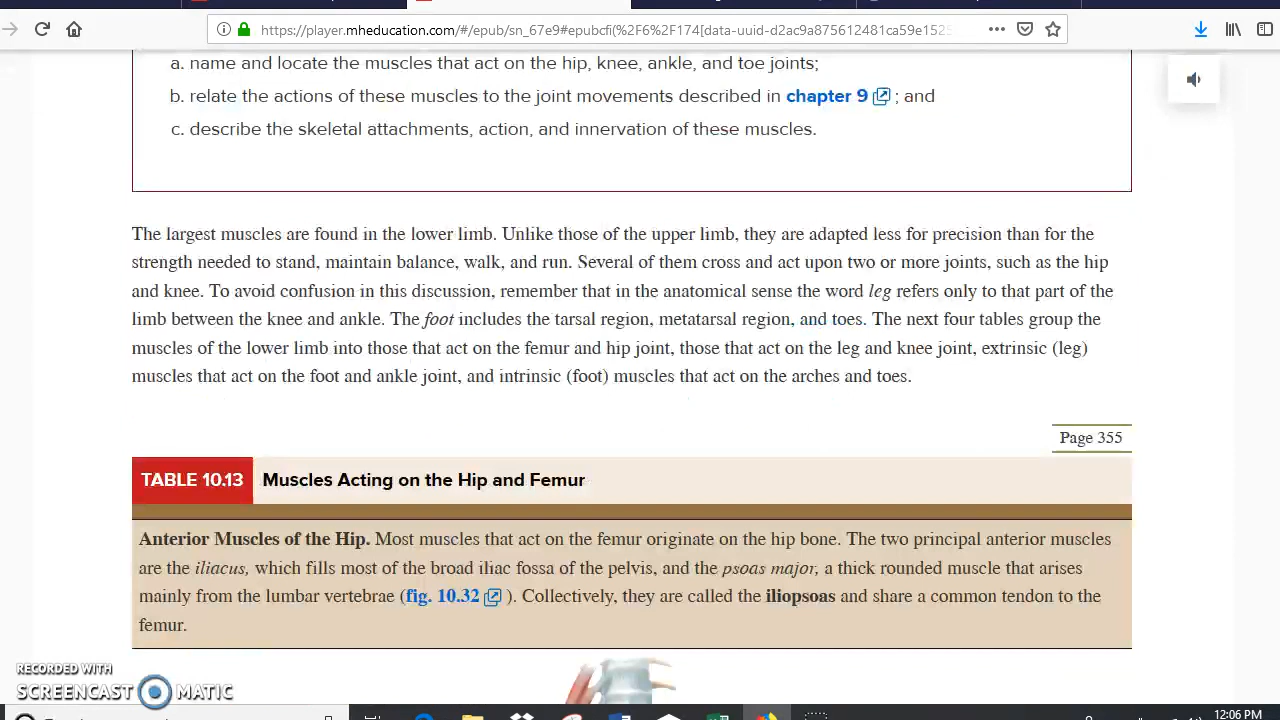 https://player.mheducation.com/#/epub/sn_67e9#epubcfi(%2F6%2F174[data-uuid-d2ac9a875612481ca59e1525
a. name and locate the muscles that act on the hip, knee, ankle, and toe joints;
b. relate the actions of these muscles to the joint movements described in chapter 9 ; and
c. describe the skeletal attachments, action, and innervation of these muscles.
The largest muscles are found in the lower limb. Unlike those of the upper limb, they are adapted less for precision than for the
strength needed to stand, maintain balance, walk, and run. Several of them cross and act upon two or more joints, such as the hip
and knee. To avoid confusion in this discussion, remember that in the anatomical sense the word leg refers only to that part of the
limb between the knee and ankle. The foot includes the tarsal region, metatarsal region, and toes. The next four tables group the
muscles of the lower limb into those that act on the femur and hip joint, those that act on the leg and knee joint, extrinsic (leg)
muscles that act on the foot and ankle joint, and intrinsic (foot) muscles that act on the arches and toes.
Page 355
TABLE 10.13 Muscles Acting on the Hip and Femur
Anterior Muscles of the Hip. Most muscles that act on the femur originate on the hip bone. The two principal anterior muscles
are the iliacus, which fills most of the broad iliac fossa of the pelvis, and the psoas major, a thick rounded muscle that arises
mainly from the lumbar vertebrae (fig. 10.32 ). Collectively, they are called the iliopsoas and share a common tendon to the
femur.
RECORDED WITH
SCREENCAST MATIC
12:06 PM